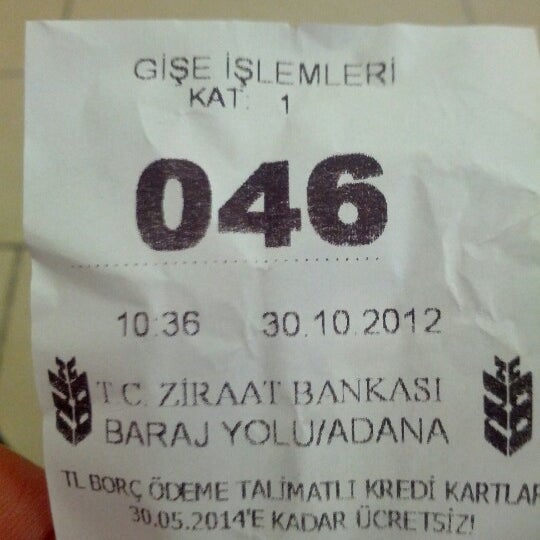 GİŞE İŞLEMLERİ
KAT: 1
046
10:36 30.10.2012
T.C. ZİRAAT BANKASI
BARAJ YOLU/ADANA
TL BORÇ ÖDEME TALİMATLI KREDİ KARTLAR
30.05.2014'E KADAR ÜCRETSİZ!